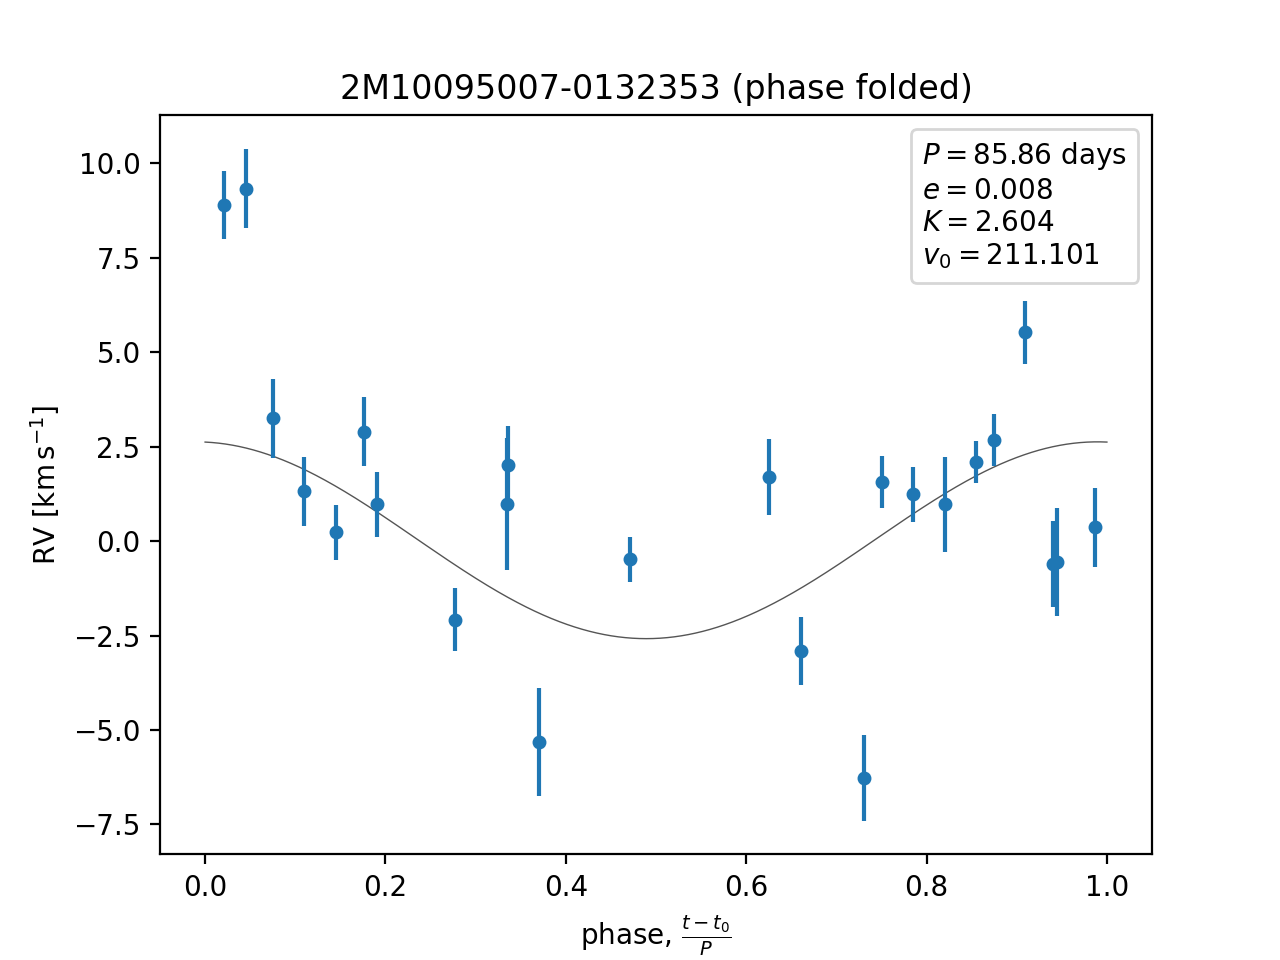 2M10095007-0132353 (phase folded)
P = 85.86 days
e = 0.008
K = 2.604
v₀ = 211.101
10.0
7.5
5.0
2.5
0.0
−2.5
−5.0
−7.5
RV [km s⁻¹]
0.0 0.2 0.4 0.6 0.8 1.0
phase, (t − t₀)/P